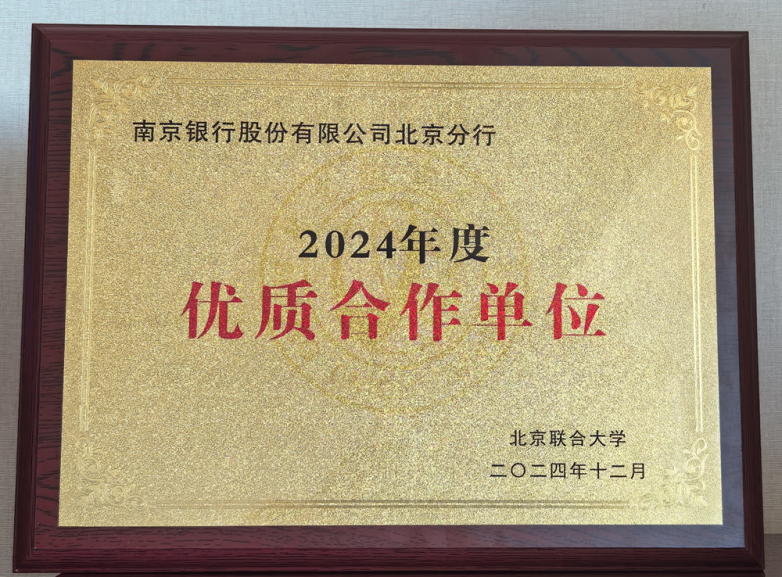 南京银行股份有限公司北京分行
2024年度
优质合作单位
北京联合大学
二〇二四年十二月